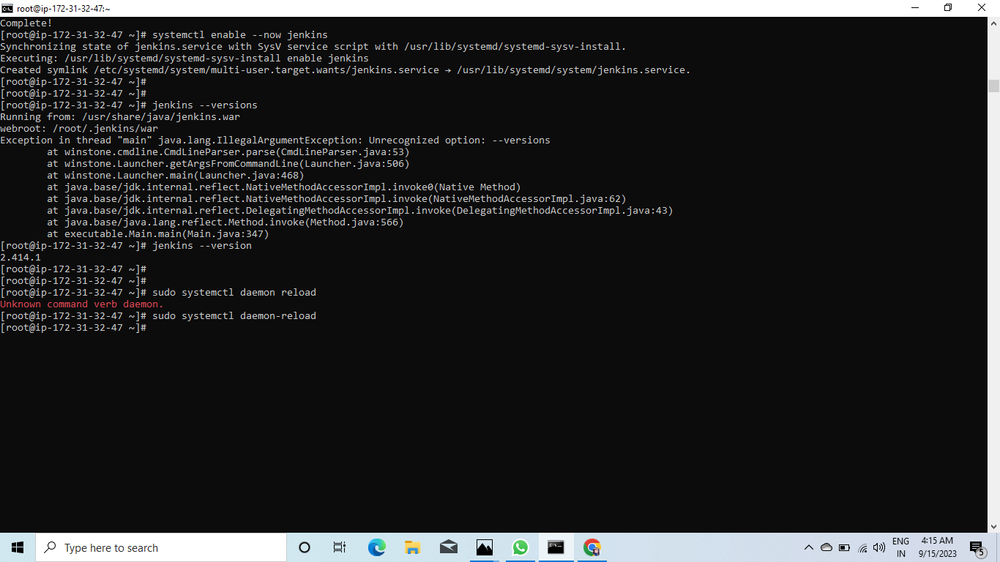 root@ip-172-31-32-47:~
Complete!
[root@ip-172-31-32-47 ~]# systemctl enable --now jenkins
Synchronizing state of jenkins.service with SysV service script with /usr/lib/systemd/systemd-sysv-install.
Executing: /usr/lib/systemd/systemd-sysv-install enable jenkins
Created symlink /etc/systemd/system/multi-user.target.wants/jenkins.service → /usr/lib/systemd/system/jenkins.service.
[root@ip-172-31-32-47 ~]#
[root@ip-172-31-32-47 ~]#
[root@ip-172-31-32-47 ~]# jenkins --versions
Running from: /usr/share/java/jenkins.war
webroot: /root/.jenkins/war
Exception in thread "main" java.lang.IllegalArgumentException: Unrecognized option: --versions
        at winstone.cmdline.CmdLineParser.parse(CmdLineParser.java:53)
        at winstone.Launcher.getArgsFromCommandLine(Launcher.java:506)
        at winstone.Launcher.main(Launcher.java:468)
        at java.base/jdk.internal.reflect.NativeMethodAccessorImpl.invoke0(Native Method)
        at java.base/jdk.internal.reflect.NativeMethodAccessorImpl.invoke(NativeMethodAccessorImpl.java:62)
        at java.base/jdk.internal.reflect.DelegatingMethodAccessorImpl.invoke(DelegatingMethodAccessorImpl.java:43)
        at java.base/java.lang.reflect.Method.invoke(Method.java:566)
        at executable.Main.main(Main.java:347)
[root@ip-172-31-32-47 ~]# jenkins --version
2.414.1
[root@ip-172-31-32-47 ~]#
[root@ip-172-31-32-47 ~]#
[root@ip-172-31-32-47 ~]# sudo systemctl daemon reload
Unknown command verb daemon.
[root@ip-172-31-32-47 ~]# sudo systemctl daemon-reload
[root@ip-172-31-32-47 ~]#
Type here to search
ENG
IN
4:15 AM
9/15/2023
5